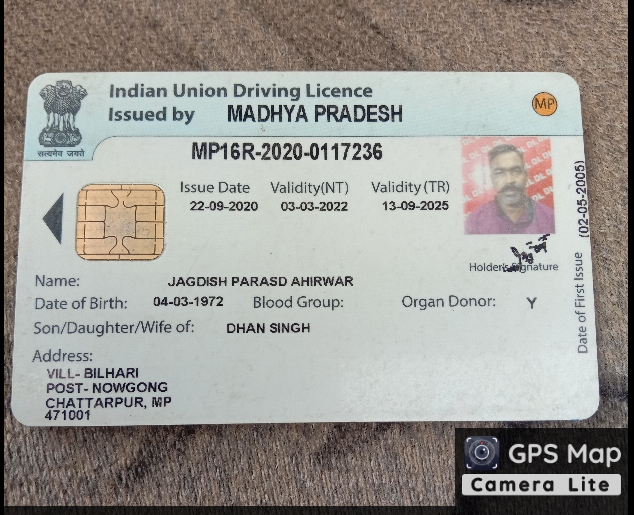 Indian Union Driving Licence
Issued by MADHYA PRADESH
MP
सत्यमेव जयते
MP16R-2020-0117236
Issue Date Validity(NT) Validity (TR)
22-09-2020 03-03-2022 13-09-2025
Holder's Signature
Date of First Issue (02-05-2005)
Name: JAGDISH PARASD AHIRWAR
Date of Birth: 04-03-1972 Blood Group: Organ Donor: Y
Son/Daughter/Wife of: DHAN SINGH
Address:
VILL- BILHARI
POST- NOWGONG
CHATTARPUR, MP
471001
GPS Map
Camera Lite